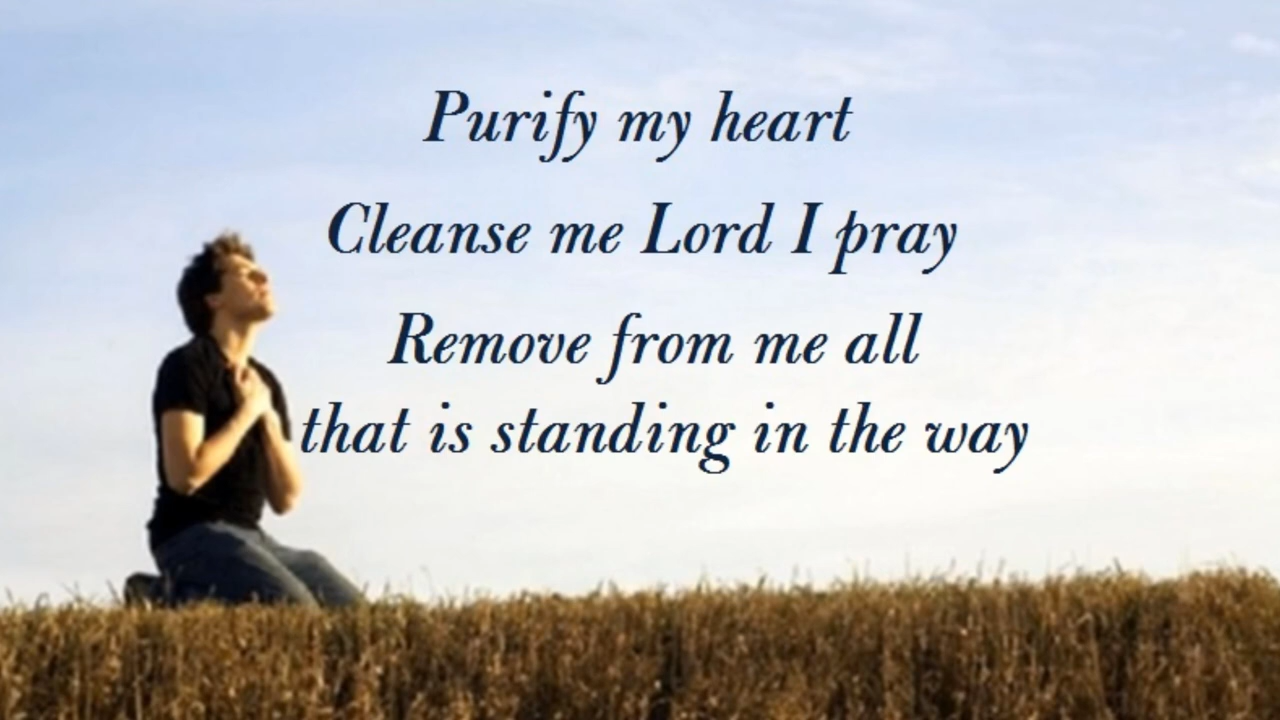 Purify my heart
Cleanse me Lord I pray
Remove from me all
that is standing in the way